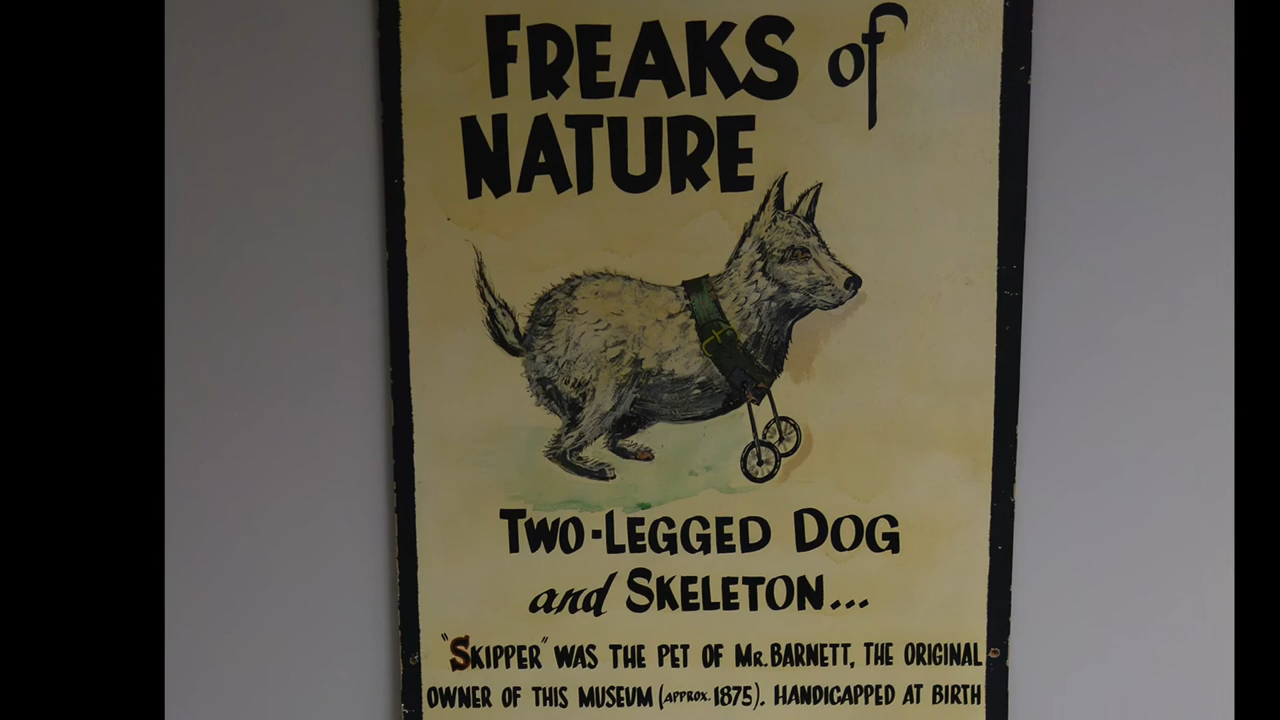 FREAKS of
NATURE
TWO-LEGGED DOG
and SKELETON...
"SKIPPER" WAS THE PET OF MR. BARNETT, THE ORIGINAL
OWNER OF THIS MUSEUM (APPROX. 1875). HANDICAPPED AT BIRTH